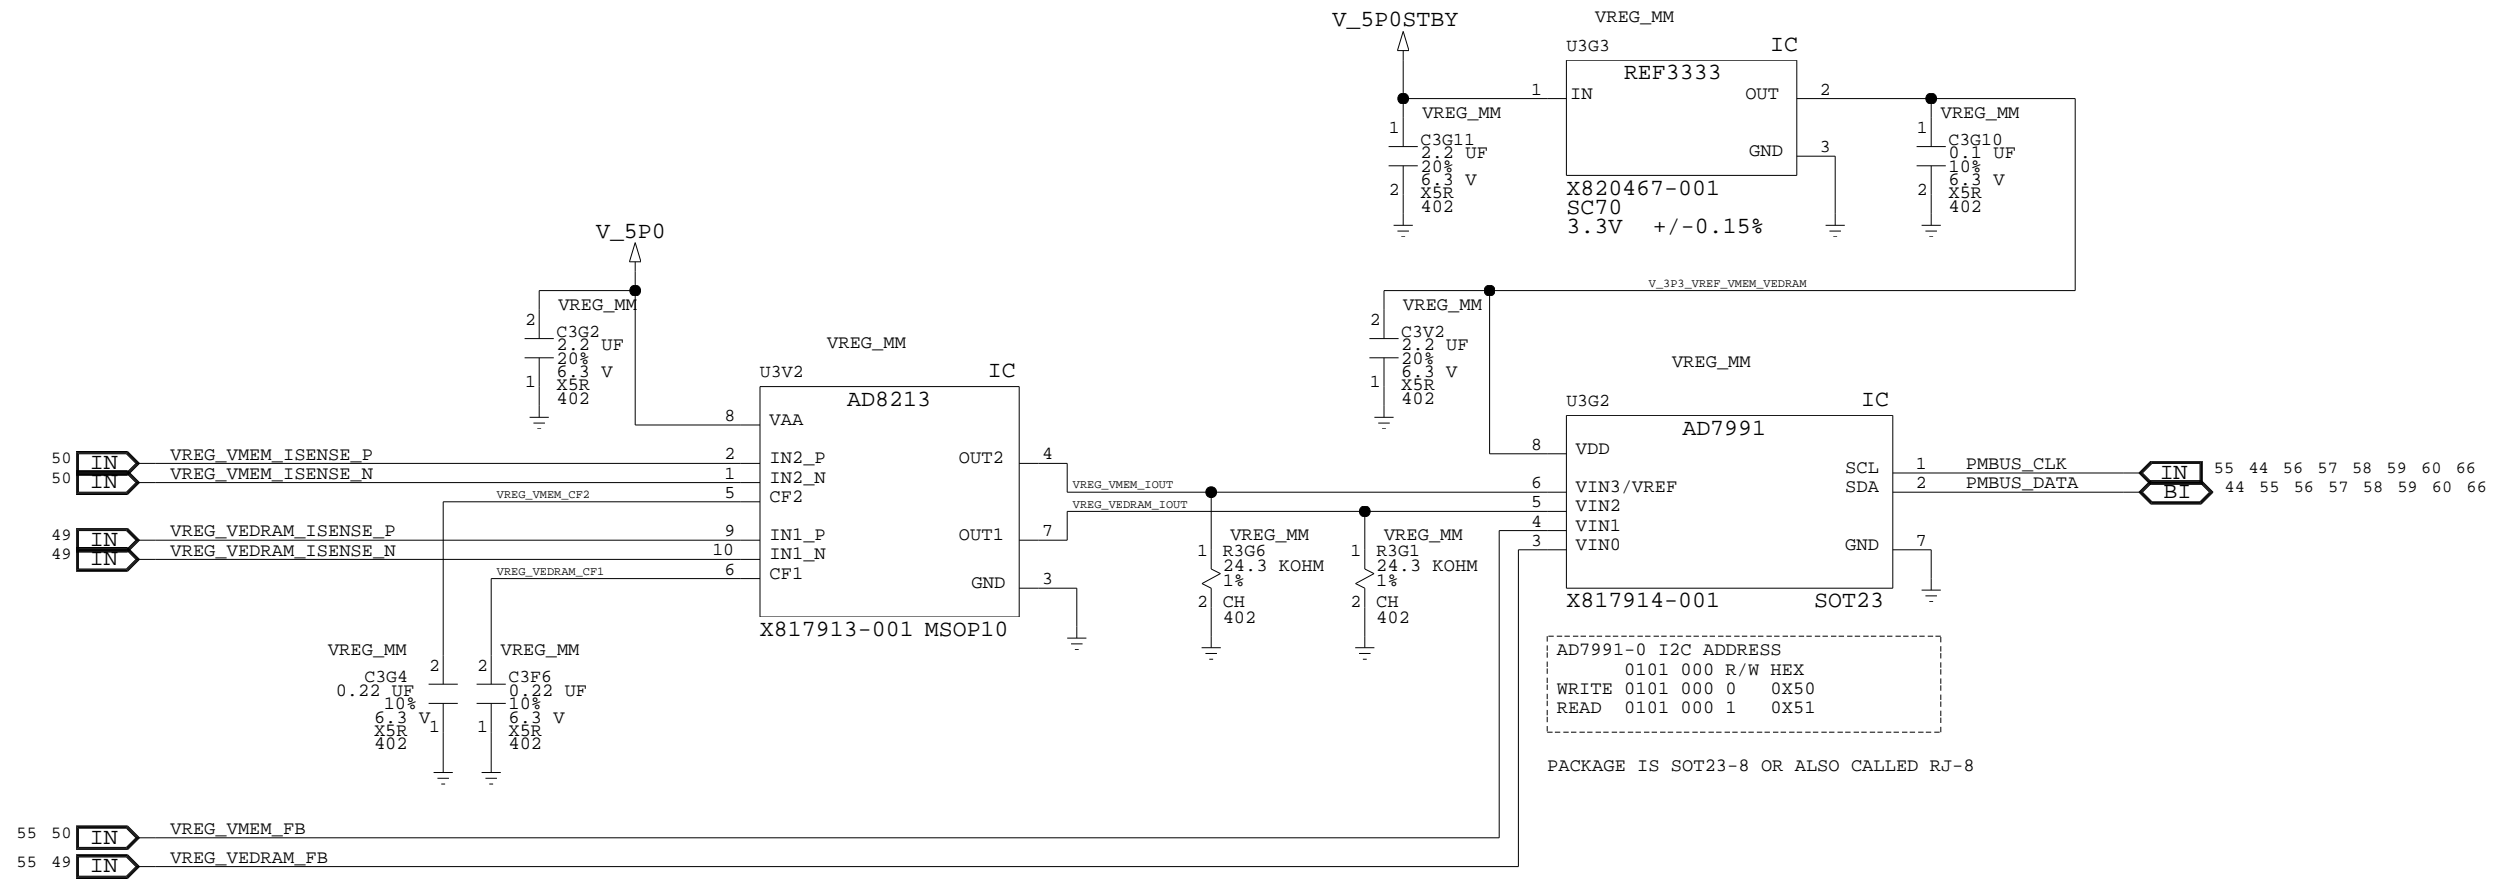 V_5P0STBY
VREG_MM
U3G3 IC
REF3333
1 IN OUT 2
GND 3
X820467-001
SC70
3.3V +/-0.15%
VREG_MM
1 C3G11
2.2 UF
20%
6.3 V
2 X5R
402
VREG_MM
1 C3G10
0.1 UF
10%
6.3 V
2 X5R
402
V_3P3_VREF_VMEM_VEDRAM
V_5P0
VREG_MM
2 C3G2
2.2 UF
20%
6.3 V
1 X5R
402
VREG_MM
U3V2 IC
AD8213
8 VAA
2 IN2_P OUT2 4
1 IN2_N
5 CF2
9 IN1_P OUT1 7
10 IN1_N
6 CF1
GND 3
X817913-001 MSOP10
50 IN VREG_VMEM_ISENSE_P
50 IN VREG_VMEM_ISENSE_N
VREG_VMEM_CF2
49 IN VREG_VEDRAM_ISENSE_P
49 IN VREG_VEDRAM_ISENSE_N
VREG_VEDRAM_CF1
VREG_MM
2 C3G4
0.22 UF
10%
6.3 V
1 X5R
402
VREG_MM
2 C3F6
0.22 UF
10%
6.3 V
1 X5R
402
VREG_MM
2 C3V2
2.2 UF
20%
6.3 V
1 X5R
402
VREG_VMEM_IOUT
VREG_VEDRAM_IOUT
VREG_MM
1 R3G6
24.3 KOHM
1%
2 CH
402
VREG_MM
1 R3G1
24.3 KOHM
1%
2 CH
402
VREG_MM
U3G2 IC
AD7991
8 VDD
SCL 1 PMBUS_CLK IN 55 44 56 57 58 59 60 66
6 VIN3/VREF SDA 2 PMBUS_DATA BI 44 55 56 57 58 59 60 66
5 VIN2
4 VIN1
3 VIN0 GND 7
X817914-001 SOT23
AD7991-0 I2C ADDRESS
0101 000 R/W HEX
WRITE 0101 000 0 0X50
READ 0101 000 1 0X51
PACKAGE IS SOT23-8 OR ALSO CALLED RJ-8
55 50 IN VREG_VMEM_FB
55 49 IN VREG_VEDRAM_FB